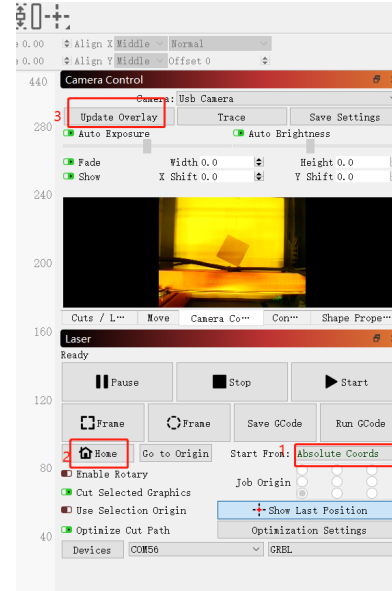 0.00 Align X Middle Normal
0.00 Align Y Middle Offset 0
440
Camera Control
Camera: Usb Camera
3 Update Overlay Trace Save Settings
280
Auto Exposure Auto Brightness
Fade Width 0.0 Height 0.0
Show X Shift 0.0 Y Shift 0.0
240
200
Cuts / L··· Move Camera Co··· Con··· Shape Prope···
160
Laser
Ready
Pause Stop Start
120
Frame Frame Save GCode Run GCode
2 Home Go to Origin Start From: 1 Absolute Coords
80
Enable Rotary
Job Origin
Cut Selected Graphics
Use Selection Origin Show Last Position
40
Optimize Cut Path Optimization Settings
Devices COM56 GRBL